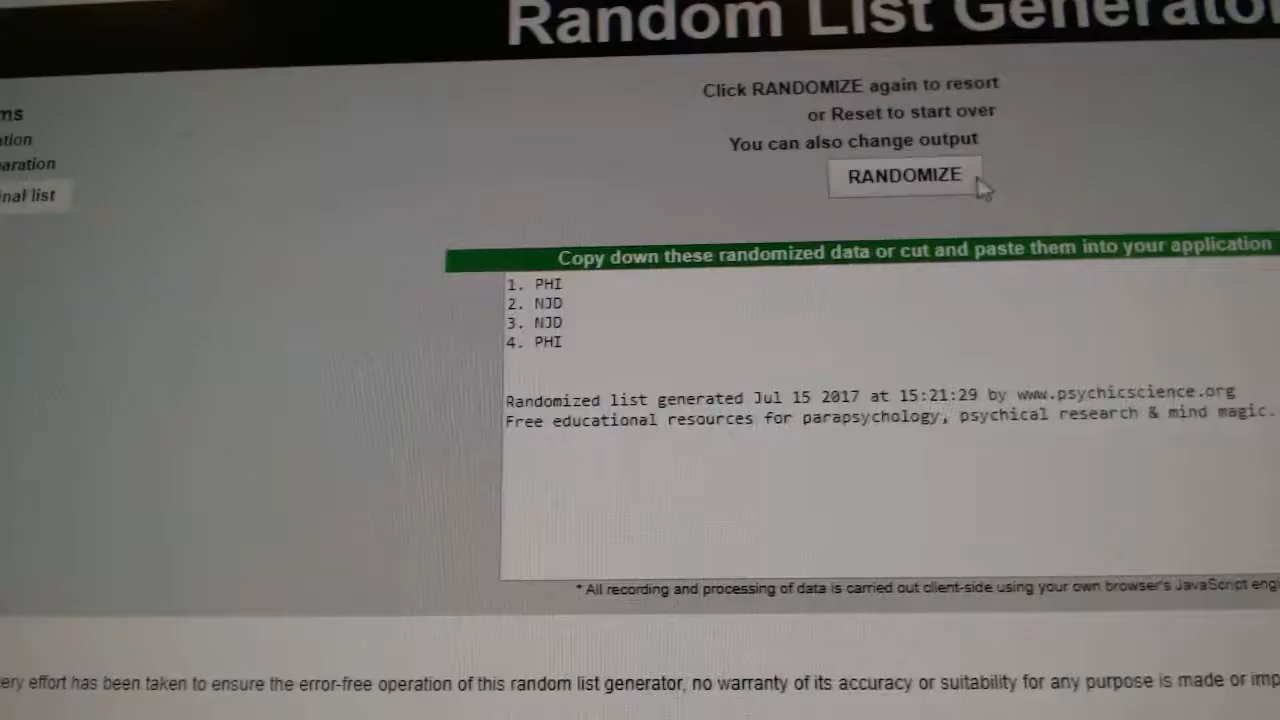 Random List Generator
Click RANDOMIZE again to resort
or Reset to start over
You can also change output
RANDOMIZE
ms
ation
aration
inal list
Copy down these randomized data or cut and paste them into your application
1. PHI
2. NJD
3. NJD
4. PHI
Randomized list generated Jul 15 2017 at 15:21:29 by www.psychicscience.org
Free educational resources for parapsychology, psychical research & mind magic.
* All recording and processing of data is carried out client-side using your own browser's JavaScript eng
ery effort has been taken to ensure the error-free operation of this random list generator, no warranty of its accuracy or suitability for any purpose is made or imp